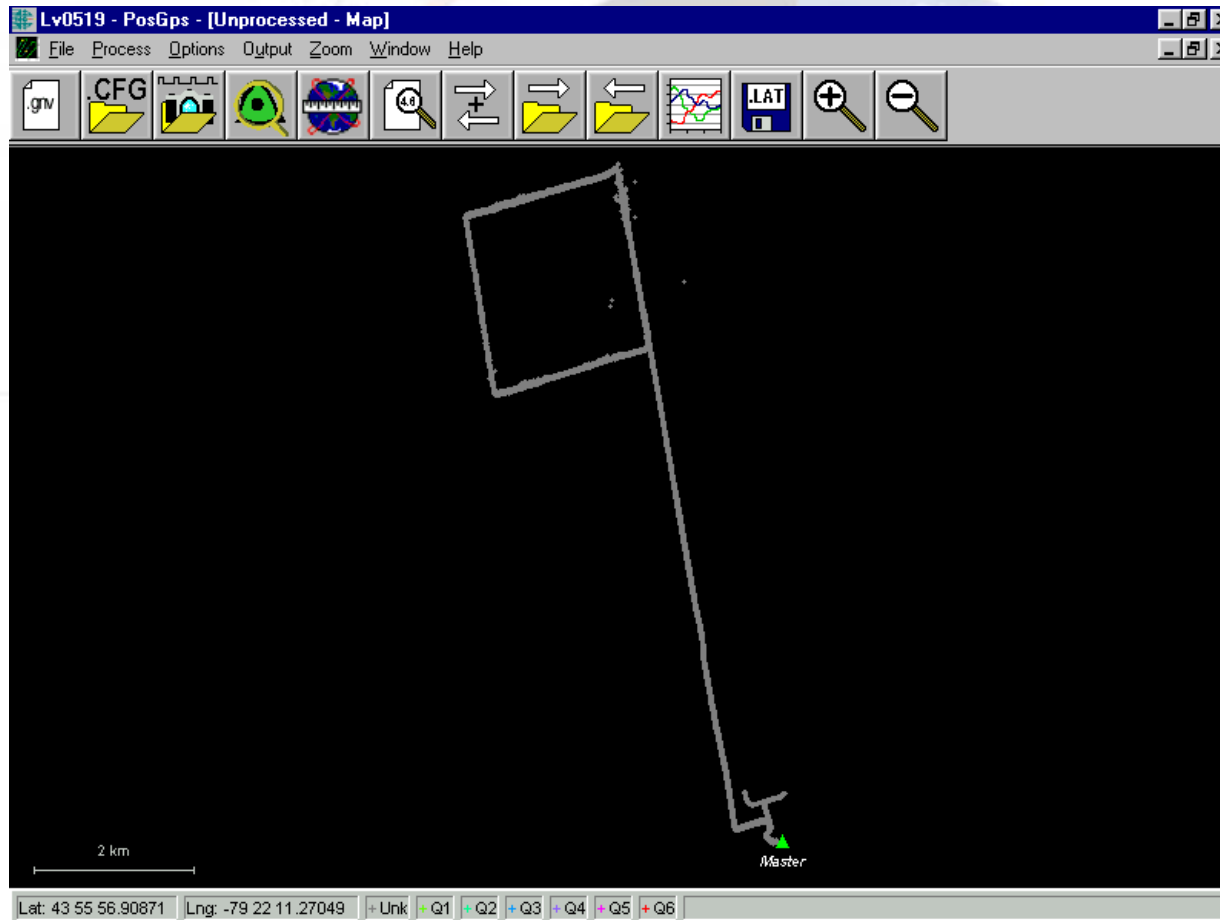 Lv0519 - PosGps - [Unprocessed - Map]
File Process Options Output Zoom Window Help
.gnv .CFG 4.6 .LAT
2 km
Master
Lat: 43 55 56.90871 Lng: -79 22 11.27049 + Unk + Q1 + Q2 + Q3 + Q4 + Q5 + Q6